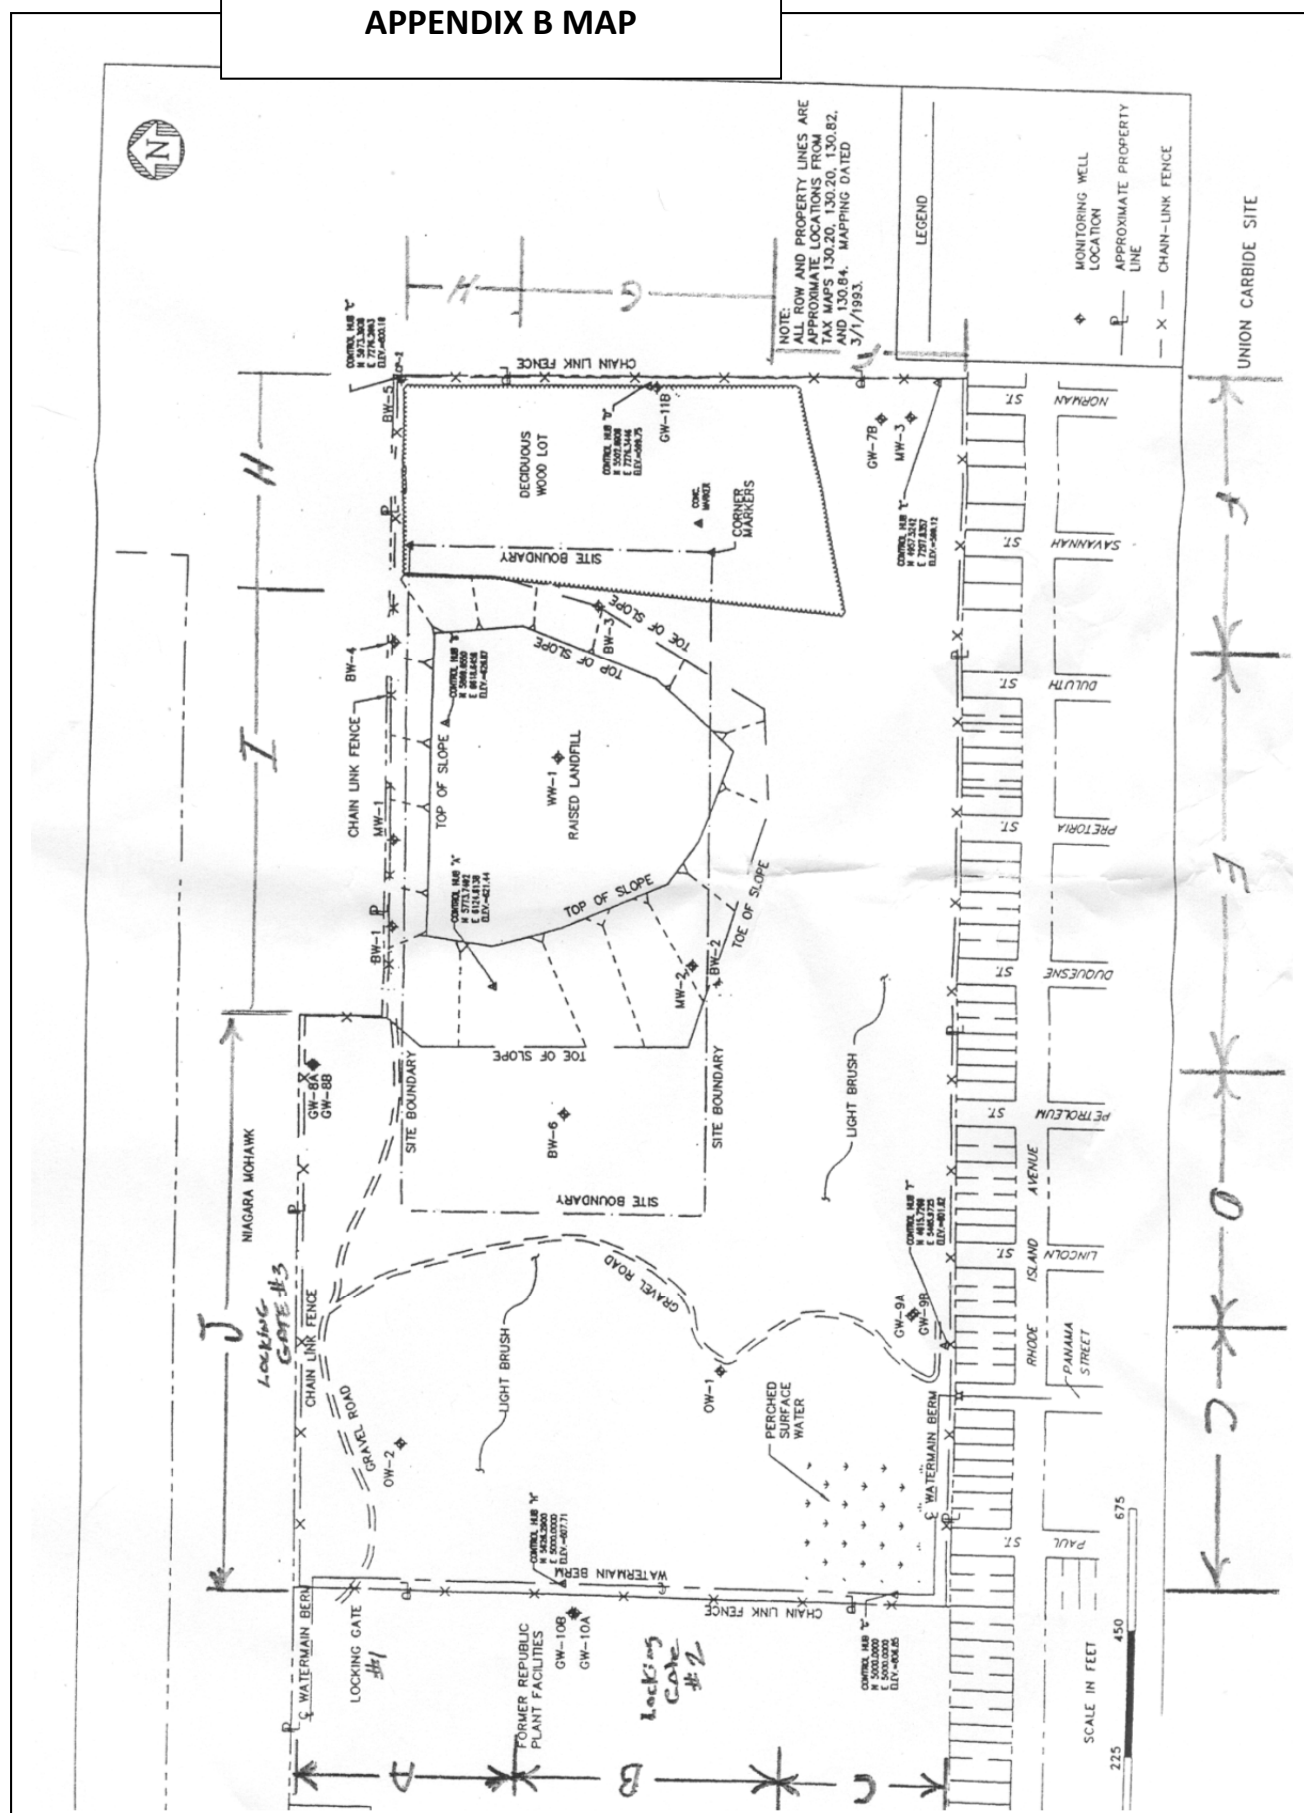 APPENDIX B MAP
N
NOTE:
ALL ROW AND PROPERTY LINES ARE
APPROXIMATE LOCATIONS FROM
TAX MAPS 130.20, 130.20, 130.82,
AND 130.84. MAPPING DATED
3/1/1993.
LEGEND
MONITORING WELL
LOCATION
APPROXIMATE PROPERTY
LINE
CHAIN-LINK FENCE
UNION CARBIDE SITE
H
G
CHAIN LINK FENCE
BW-5
GW-11B
DECIDUOUS
WOOD LOT
CONC.
MARKER
CORNER
MARKERS
GW-7B
MW-3
SITE BOUNDARY
H
I
BW-4
CHAIN LINK FENCE
MW-1
BW-1
TOP OF SLOPE
TOP OF SLOPE
TOE OF SLOPE
BW-3
WW-1
RAISED LANDFILL
TOP OF SLOPE
TOE OF SLOPE
MW-2
BW-2
TOE OF SLOPE
SITE BOUNDARY
SITE BOUNDARY
SITE BOUNDARY
BW-6
LIGHT BRUSH
GW-8A
GW-8B
NIAGARA MOHAWK
J
LOCKING
GATE #3
CHAIN LINK FENCE
GRAVEL ROAD
GRAVEL ROAD
LIGHT BRUSH
OW-2
OW-1
GW-9A
GW-9B
PERCHED
SURFACE
WATER
WATERMAIN BERM
WATERMAIN BERM
WATERMAIN BERM
CHAIN LINK FENCE
LOCKING GATE
#1
FORMER REPUBLIC
PLANT FACILITIES
GW-10B
GW-10A
Locking
Gate
#2
A
B
C
NORMAN ST.
SAVANNAH ST.
DULUTH ST.
PRETORIA ST.
DUQUESNE ST.
PETROLEUM ST.
LINCOLN ST.
RHODE ISLAND AVENUE
PANAMA
STREET
PAUL ST.
E
D
C
SCALE IN FEET
225 450 675